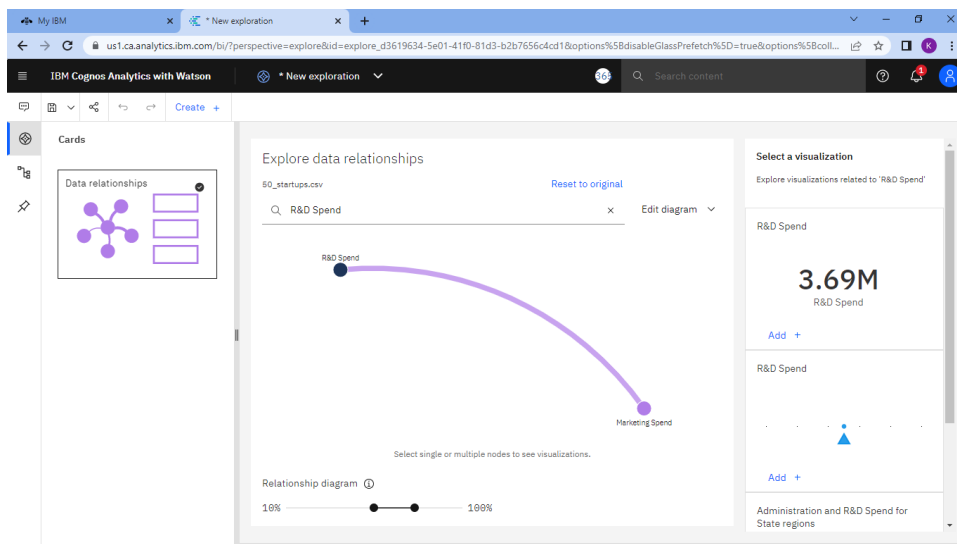 My IBM
* New exploration
us1.ca.analytics.ibm.com/bi/?perspective=explore&id=explore_d3619634-5e01-41f0-81d3-b2b7656c4cd1&options%5BdisableGlassPrefetch%5D=true&options%5Bcoll...
K
IBM Cognos Analytics with Watson
* New exploration
365
Search content
1
Create +
Cards
Data relationships
Explore data relationships
50_startups.csv
Reset to original
R&D Spend
Edit diagram
R&D Spend
Marketing Spend
Select single or multiple nodes to see visualizations.
Relationship diagram
10%
100%
Select a visualization
Explore visualizations related to 'R&D Spend'
R&D Spend
3.69M
R&D Spend
Add +
R&D Spend
Add +
Administration and R&D Spend for
State regions